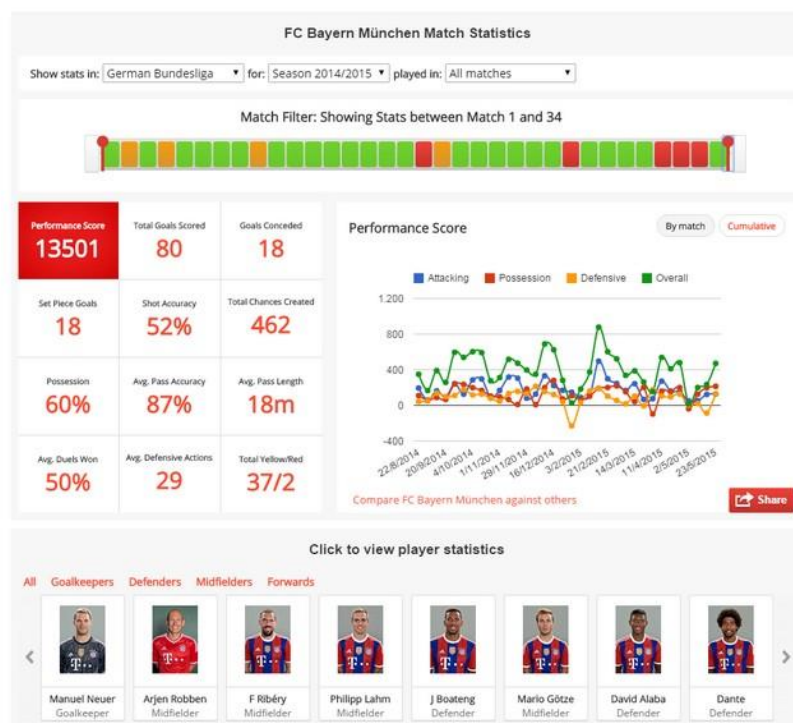 FC Bayern München Match Statistics
Show stats in: German Bundesliga for: Season 2014/2015 played in: All matches
Match Filter: Showing Stats between Match 1 and 34
Performance Score
13501
Total Goals Scored
80
Goals Conceded
18
Set Piece Goals
18
Shot Accuracy
52%
Total Chances Created
462
Possession
60%
Avg. Pass Accuracy
87%
Avg. Pass Length
18m
Avg. Duels Won
50%
Avg. Defensive Actions
29
Total Yellow/Red
37/2
Performance Score
By match
Cumulative
Attacking Possession Defensive Overall
1.200
800
400
0
-400
22/8/2014 20/9/2014 4/10/2014 1/11/2014 29/11/2014 16/12/2014 3/2/2015 21/2/2015 14/3/2015 11/4/2015 2/5/2015 23/5/2015
Compare FC Bayern München against others
Share
Click to view player statistics
All Goalkeepers Defenders Midfielders Forwards
Manuel Neuer
Goalkeeper
Arjen Robben
Midfielder
F Ribéry
Midfielder
Philipp Lahm
Midfielder
J Boateng
Defender
Mario Götze
Midfielder
David Alaba
Defender
Dante
Defender